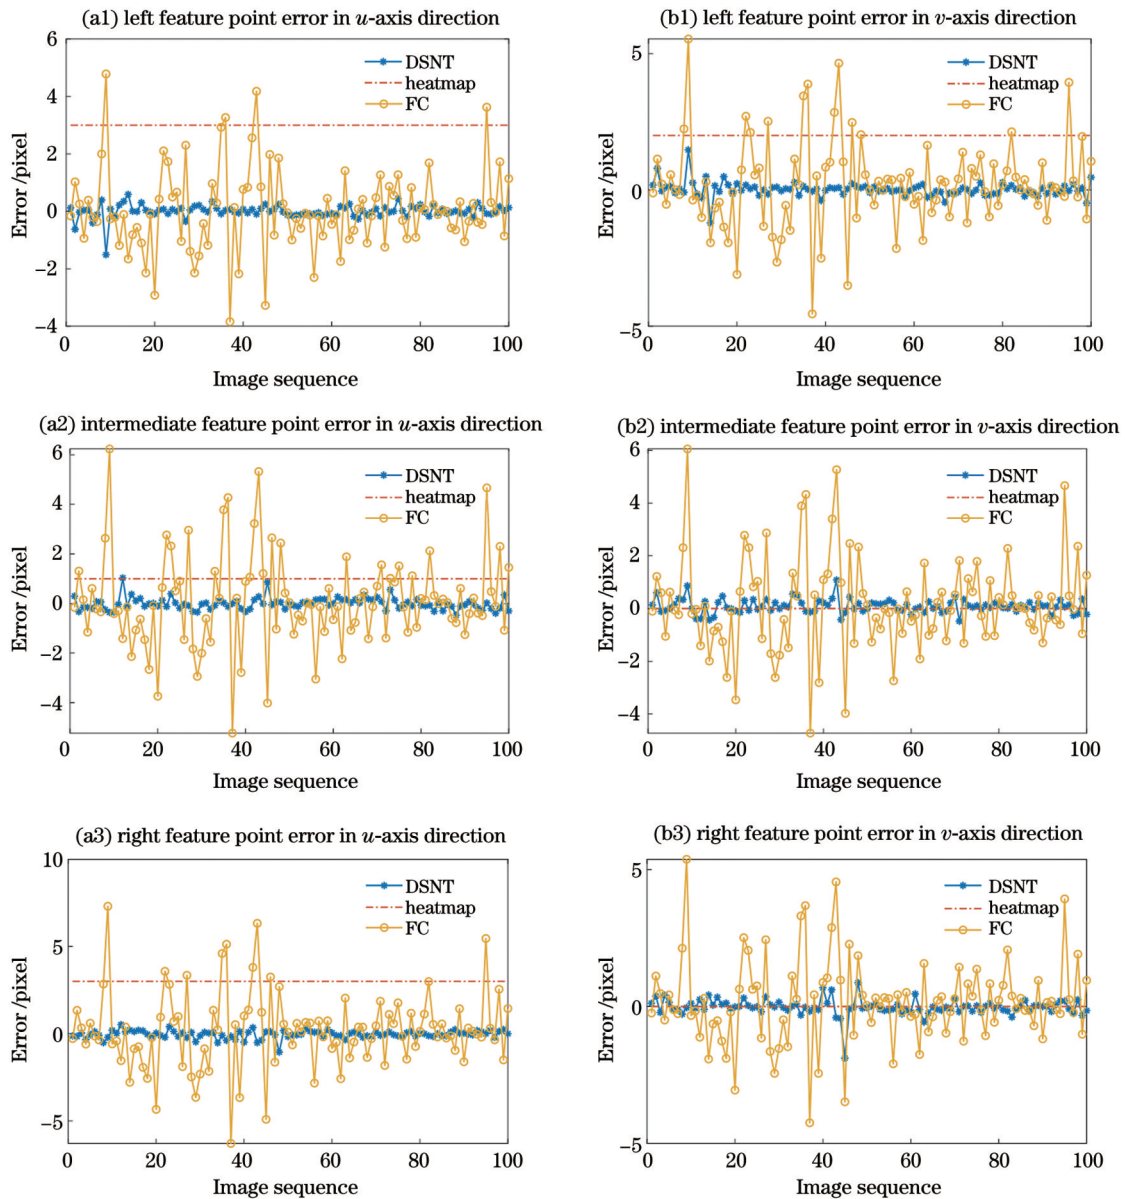 (a1) left feature point error in u-axis direction
6
4
2
0
−2
−4
Error /pixel
DSNT
heatmap
FC
0 20 40 60 80 100
Image sequence
(b1) left feature point error in v-axis direction
5
0
−5
Error /pixel
DSNT
heatmap
FC
0 20 40 60 80 100
Image sequence
(a2) intermediate feature point error in u-axis direction
6
4
2
0
−2
−4
Error /pixel
DSNT
heatmap
FC
0 20 40 60 80 100
Image sequence
(b2) intermediate feature point error in v-axis direction
6
4
2
0
−2
−4
Error /pixel
DSNT
heatmap
FC
0 20 40 60 80 100
Image sequence
(a3) right feature point error in u-axis direction
10
5
0
−5
Error /pixel
DSNT
heatmap
FC
0 20 40 60 80 100
Image sequence
(b3) right feature point error in v-axis direction
5
0
−5
Error /pixel
DSNT
heatmap
FC
0 20 40 60 80 100
Image sequence